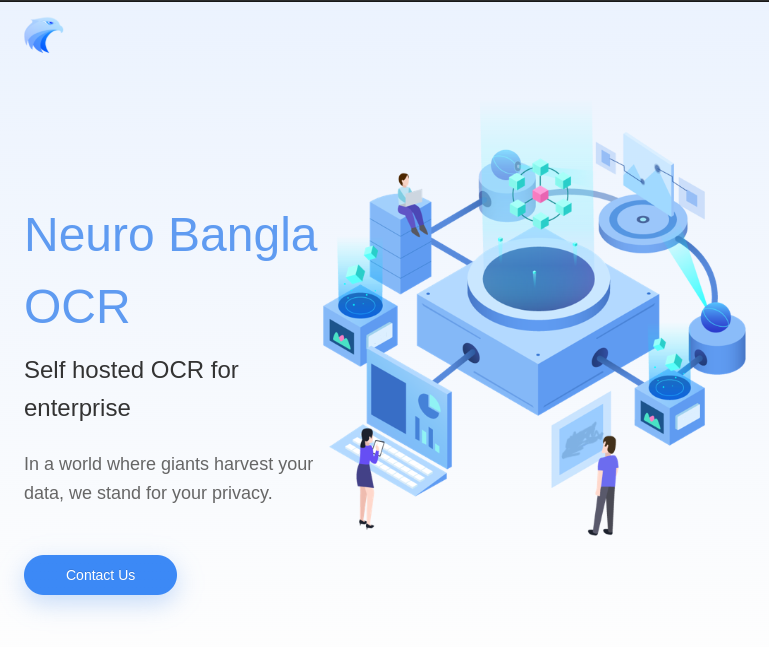 Neuro Bangla
OCR
Self hosted OCR for
enterprise
In a world where giants harvest your
data, we stand for your privacy.
Contact Us